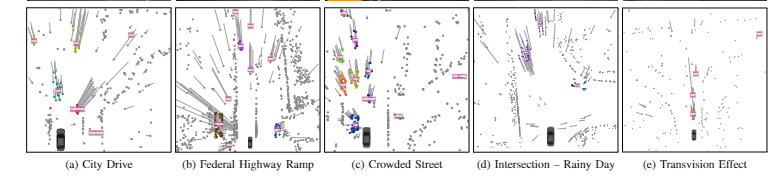 (a) City Drive
(b) Federal Highway Ramp
(c) Crowded Street
(d) Intersection – Rainy Day
(e) Transvision Effect